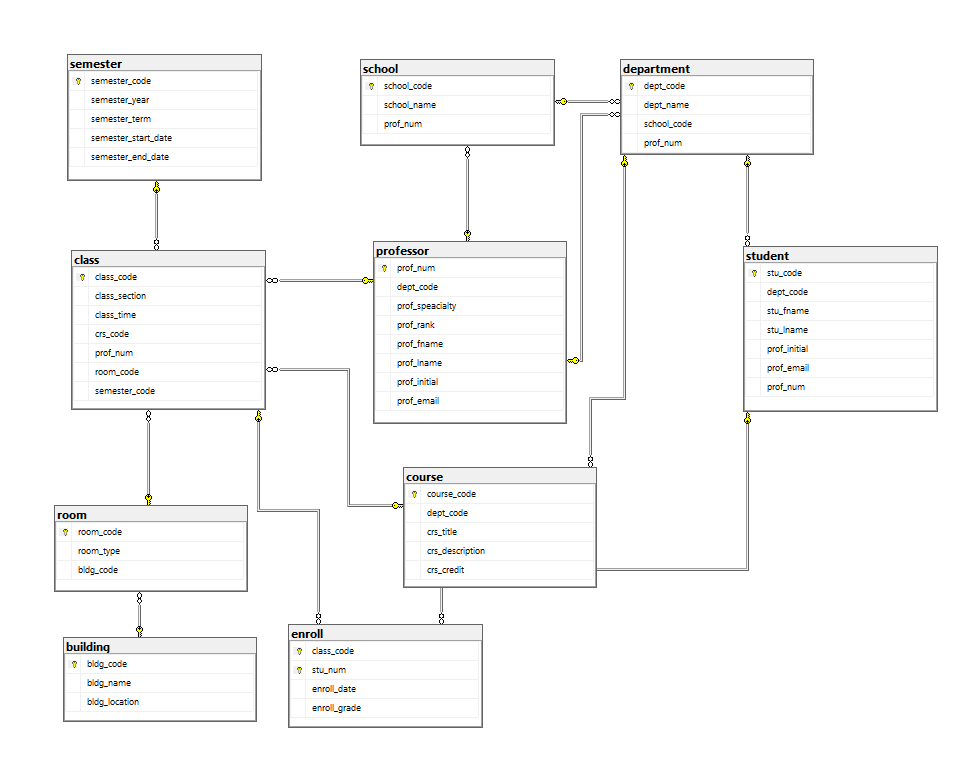 semester
semester_code
semester_year
semester_term
semester_start_date
semester_end_date
school
school_code
school_name
prof_num
department
dept_code
dept_name
school_code
prof_num
class
class_code
class_section
class_time
crs_code
prof_num
room_code
semester_code
professor
prof_num
dept_code
prof_speacialty
prof_rank
prof_fname
prof_lname
prof_initial
prof_email
student
stu_code
dept_code
stu_fname
stu_lname
prof_initial
prof_email
prof_num
course
course_code
dept_code
crs_title
crs_description
crs_credit
room
room_code
room_type
bldg_code
building
bldg_code
bldg_name
bldg_location
enroll
class_code
stu_num
enroll_date
enroll_grade